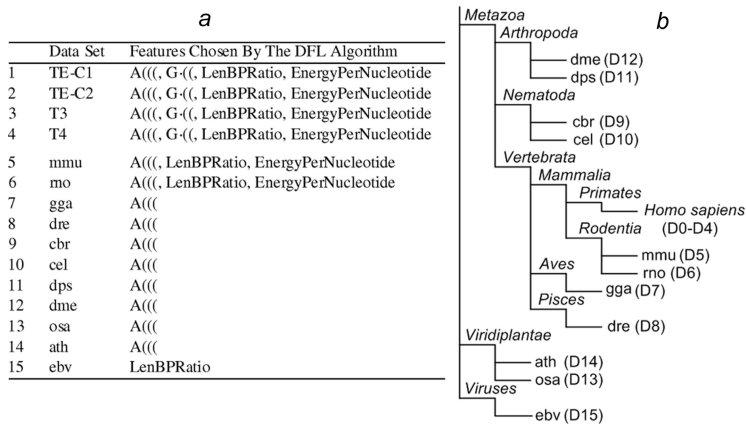 a
Data Set Features Chosen By The DFL Algorithm
1 TE-C1 A(((, G·((, LenBPRatio, EnergyPerNucleotide
2 TE-C2 A(((, G·((, LenBPRatio, EnergyPerNucleotide
3 T3 A(((, G·((, LenBPRatio, EnergyPerNucleotide
4 T4 A(((, G·((, LenBPRatio, EnergyPerNucleotide
5 mmu A(((, LenBPRatio, EnergyPerNucleotide
6 rno A(((, LenBPRatio, EnergyPerNucleotide
7 gga A(((
8 dre A(((
9 cbr A(((
10 cel A(((
11 dps A(((
12 dme A(((
13 osa A(((
14 ath A(((
15 ebv LenBPRatio
b
Metazoa
Arthropoda
dme (D12)
dps (D11)
Nematoda
cbr (D9)
cel (D10)
Vertebrata
Mammalia
Primates
Homo sapiens
(D0-D4)
Rodentia
mmu (D5)
rno (D6)
Aves
gga (D7)
Pisces
dre (D8)
Viridiplantae
ath (D14)
osa (D13)
Viruses
ebv (D15)